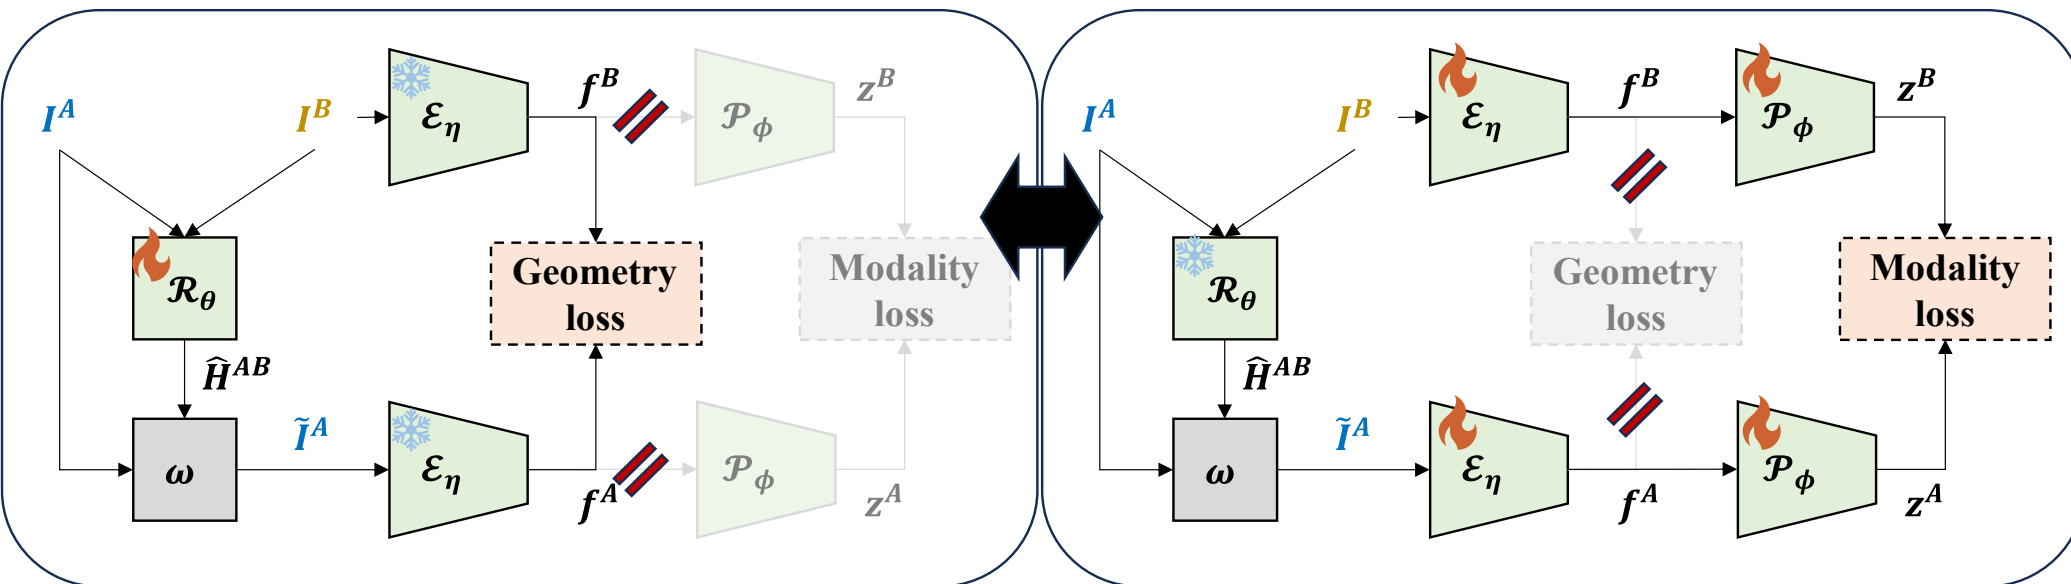 I^A
I^B
ℰ_η
f^B
𝒫_ϕ
z^B
ℛ_θ
Geometry
loss
Modality
loss
Ĥ^AB
ω
Ĩ^A
ℰ_η
f^A
𝒫_ϕ
z^A
I^A
I^B
ℰ_η
f^B
𝒫_ϕ
z^B
ℛ_θ
Geometry
loss
Modality
loss
Ĥ^AB
ω
Ĩ^A
ℰ_η
f^A
𝒫_ϕ
z^A